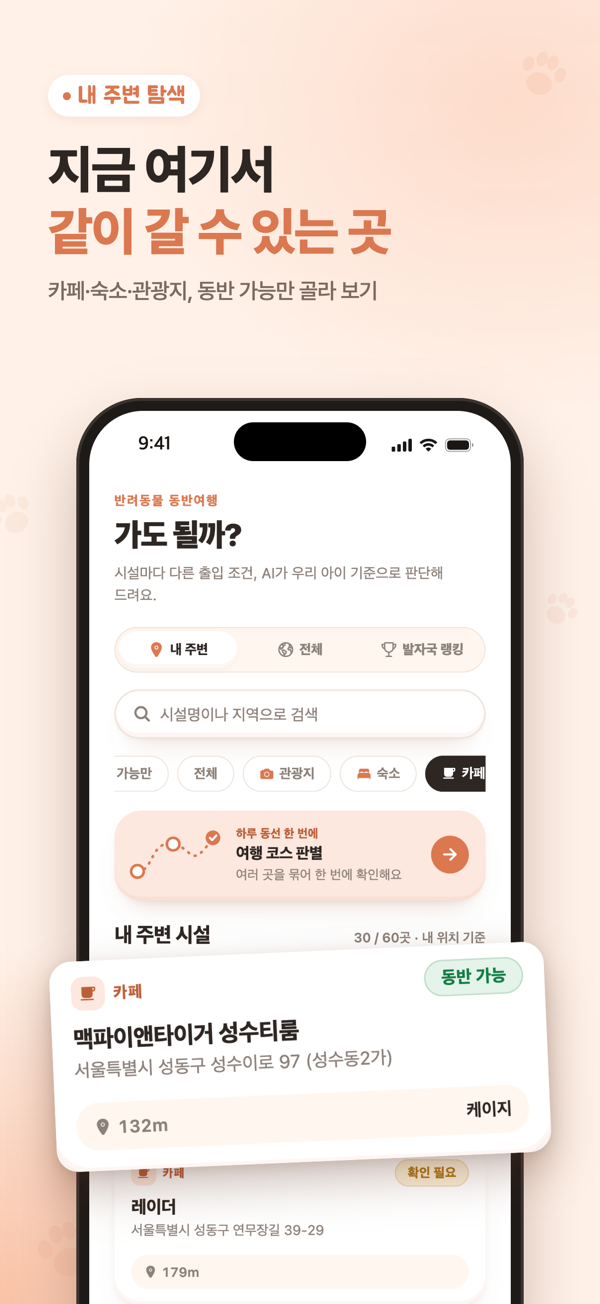 내 주변 탐색
지금 여기서
같이 갈 수 있는 곳
카페·숙소·관광지, 동반 가능만 골라 보기
9:41
반려동물 동반여행
가도 될까?
시설마다 다른 출입 조건, AI가 우리 아이 기준으로 판단해
드려요.
내 주변 전체 발자국 랭킹
시설명이나 지역으로 검색
가능만 전체 관광지 숙소 카페
하루 동선 한 번에
여행 코스 판별
여러 곳을 묶어 한 번에 확인해요
내 주변 시설 30 / 60곳 · 내 위치 기준
카페 동반 가능
맥파이앤타이거 성수티룸
서울특별시 성동구 성수이로 97 (성수동2가)
132m 케이지
카페 확인 필요
레이더
서울특별시 성동구 연무장길 39-29
179m